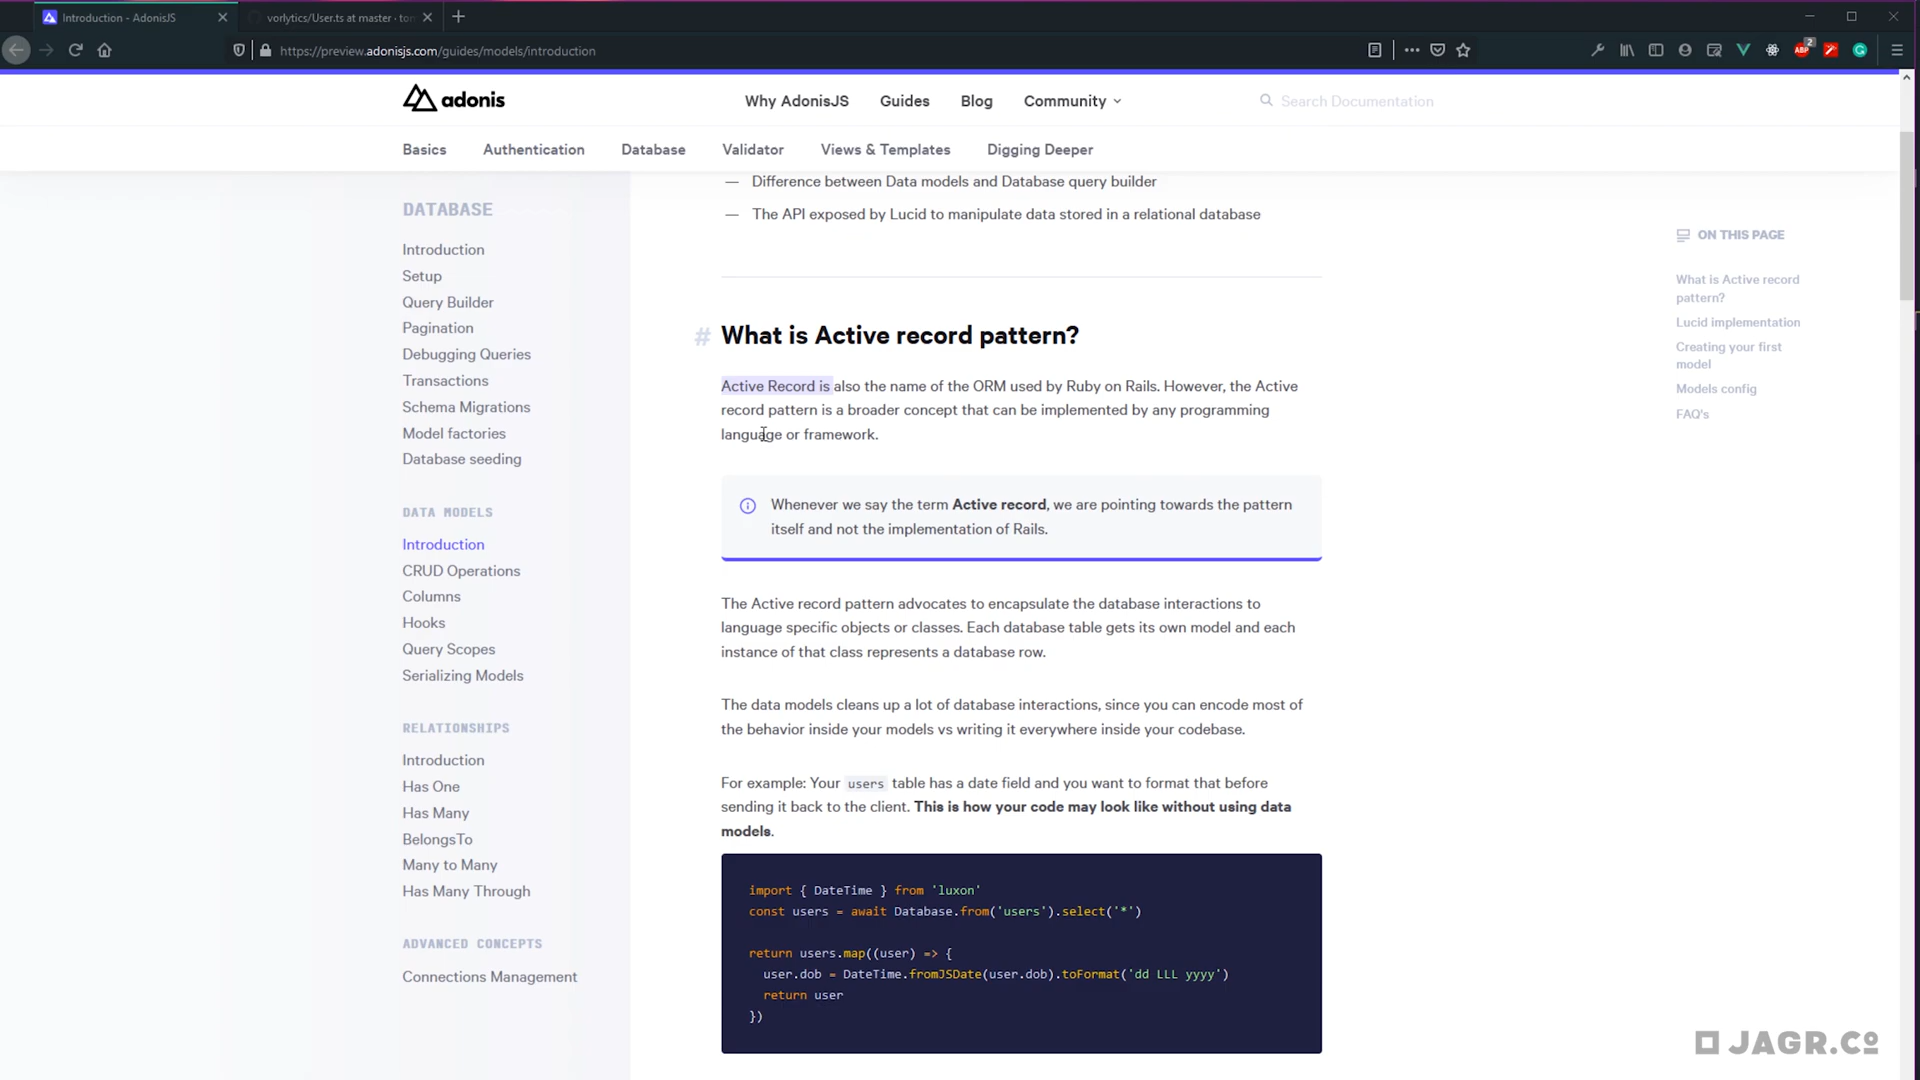 Introduction - AdonisJS
vorlytics/User.ts at master · tom
https://preview.adonisjs.com/guides/models/introduction
ABP
2
adonis
Why AdonisJS
Guides
Blog
Community
Search Documentation
Basics
Authentication
Database
Validator
Views & Templates
Digging Deeper
DATABASE
Introduction
Setup
Query Builder
Pagination
Debugging Queries
Transactions
Schema Migrations
Model factories
Database seeding
DATA MODELS
Introduction
CRUD Operations
Columns
Hooks
Query Scopes
Serializing Models
RELATIONSHIPS
Introduction
Has One
Has Many
BelongsTo
Many to Many
Has Many Through
ADVANCED CONCEPTS
Connections Management
— Difference between Data models and Database query builder
— The API exposed by Lucid to manipulate data stored in a relational database
# What is Active record pattern?
Active Record is also the name of the ORM used by Ruby on Rails. However, the Active
record pattern is a broader concept that can be implemented by any programming
language or framework.
Whenever we say the term Active record, we are pointing towards the pattern
itself and not the implementation of Rails.
The Active record pattern advocates to encapsulate the database interactions to
language specific objects or classes. Each database table gets its own model and each
instance of that class represents a database row.
The data models cleans up a lot of database interactions, since you can encode most of
the behavior inside your models vs writing it everywhere inside your codebase.
For example: Your users table has a date field and you want to format that before
sending it back to the client. This is how your code may look like without using data
models.
import { DateTime } from 'luxon'
const users = await Database.from('users').select('*')
return users.map((user) => {
user.dob = DateTime.fromJSDate(user.dob).toFormat('dd LLL yyyy')
return user
})
ON THIS PAGE
What is Active record
pattern?
Lucid implementation
Creating your first
model
Models config
FAQ's
JAGR.Co